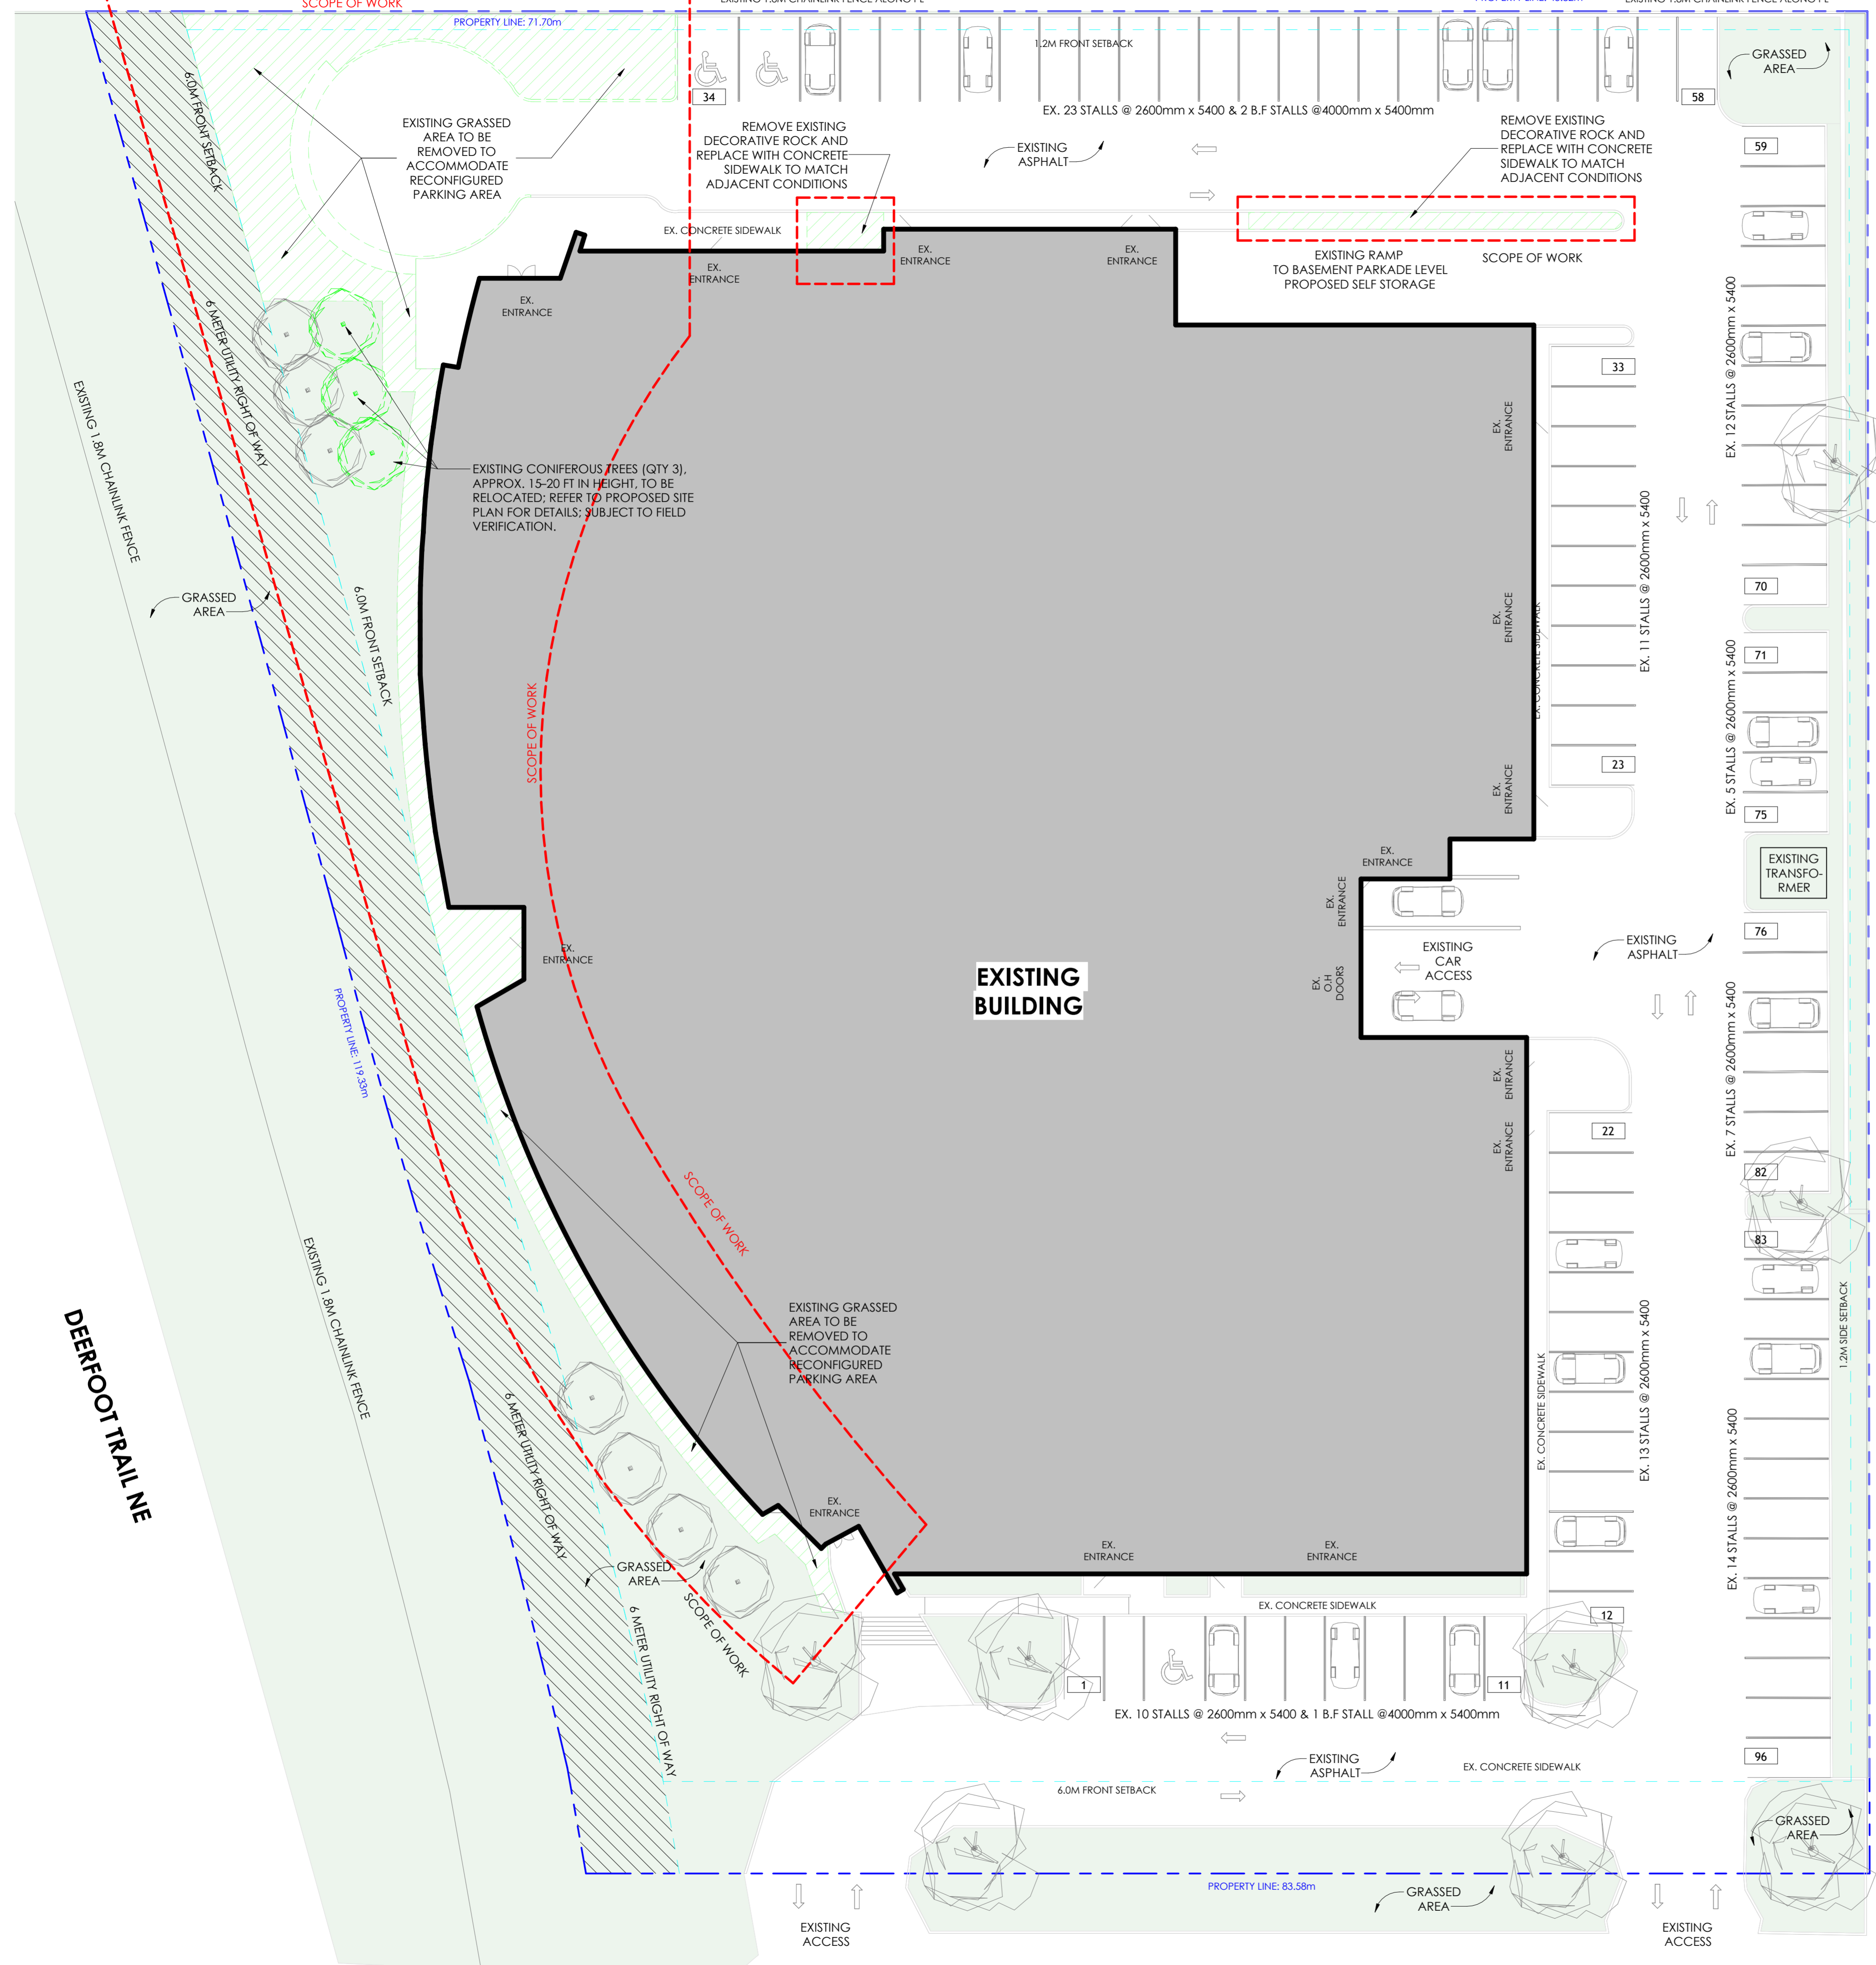 SCOPE OF WORK
PROPERTY LINE: 71.70m
1.2M FRONT SETBACK
GRASSED
AREA
34
58
EX. 23 STALLS @ 2600mm x 5400 & 2 B.F STALLS @4000mm x 5400mm
6.0M FRONT SETBACK
EXISTING GRASSED
AREA TO BE
REMOVED TO
ACCOMMODATE
RECONFIGURED
PARKING AREA
REMOVE EXISTING
DECORATIVE ROCK AND
REPLACE WITH CONCRETE
SIDEWALK TO MATCH
ADJACENT CONDITIONS
EXISTING
ASPHALT
REMOVE EXISTING
DECORATIVE ROCK AND
REPLACE WITH CONCRETE
SIDEWALK TO MATCH
ADJACENT CONDITIONS
59
EX. CONCRETE SIDEWALK
EX.
ENTRANCE
EX.
ENTRANCE
EX.
ENTRANCE
EX.
ENTRANCE
EXISTING RAMP
TO BASEMENT PARKADE LEVEL
PROPOSED SELF STORAGE
SCOPE OF WORK
6 METER UTILITY RIGHT OF WAY
EX. 12 STALLS @ 2600mm x 5400
33
EXISTING 1.8M CHAINLINK FENCE
EX.
ENTRANCE
EXISTING CONIFEROUS TREES (QTY 3),
APPROX. 15-20 FT IN HEIGHT, TO BE
RELOCATED; REFER TO PROPOSED SITE
PLAN FOR DETAILS; SUBJECT TO FIELD
VERIFICATION.
EX. 11 STALLS @ 2600mm x 5400
70
GRASSED
AREA
6.0M FRONT SETBACK
EX.
ENTRANCE
EX. CONCRETE SIDEWALK
71
EX. 5 STALLS @ 2600mm x 5400
SCOPE OF WORK
23
EX.
ENTRANCE
75
EX.
ENTRANCE
EXISTING
TRANSFO-
RMER
EX.
ENTRANCE
76
EX.
ENTRANCE
EXISTING
CAR
ACCESS
EXISTING
ASPHALT
EX.
O.H
DOORS
EXISTING
BUILDING
PROPERTY LINE: 119.33m
EX. 7 STALLS @ 2600mm x 5400
EX.
ENTRANCE
22
EX.
ENTRANCE
82
SCOPE OF WORK
83
EXISTING 1.8M CHAINLINK FENCE
1.2M SIDE SETBACK
DEERFOOT TRAIL NE
EXISTING GRASSED
AREA TO BE
REMOVED TO
ACCOMMODATE
RECONFIGURED
PARKING AREA
EX. CONCRETE SIDEWALK
EX. 13 STALLS @ 2600mm x 5400
EX. 14 STALLS @ 2600mm x 5400
6 METER UTILITY RIGHT OF WAY
EX.
ENTRANCE
EX.
ENTRANCE
EX.
ENTRANCE
GRASSED
AREA
SCOPE OF WORK
EX. CONCRETE SIDEWALK
12
6 METER UTILITY RIGHT OF WAY
1
11
EX. 10 STALLS @ 2600mm x 5400 & 1 B.F STALL @4000mm x 5400mm
EXISTING
ASPHALT
EX. CONCRETE SIDEWALK
96
6.0M FRONT SETBACK
GRASSED
AREA
PROPERTY LINE: 83.58m
GRASSED
AREA
EXISTING
ACCESS
EXISTING
ACCESS